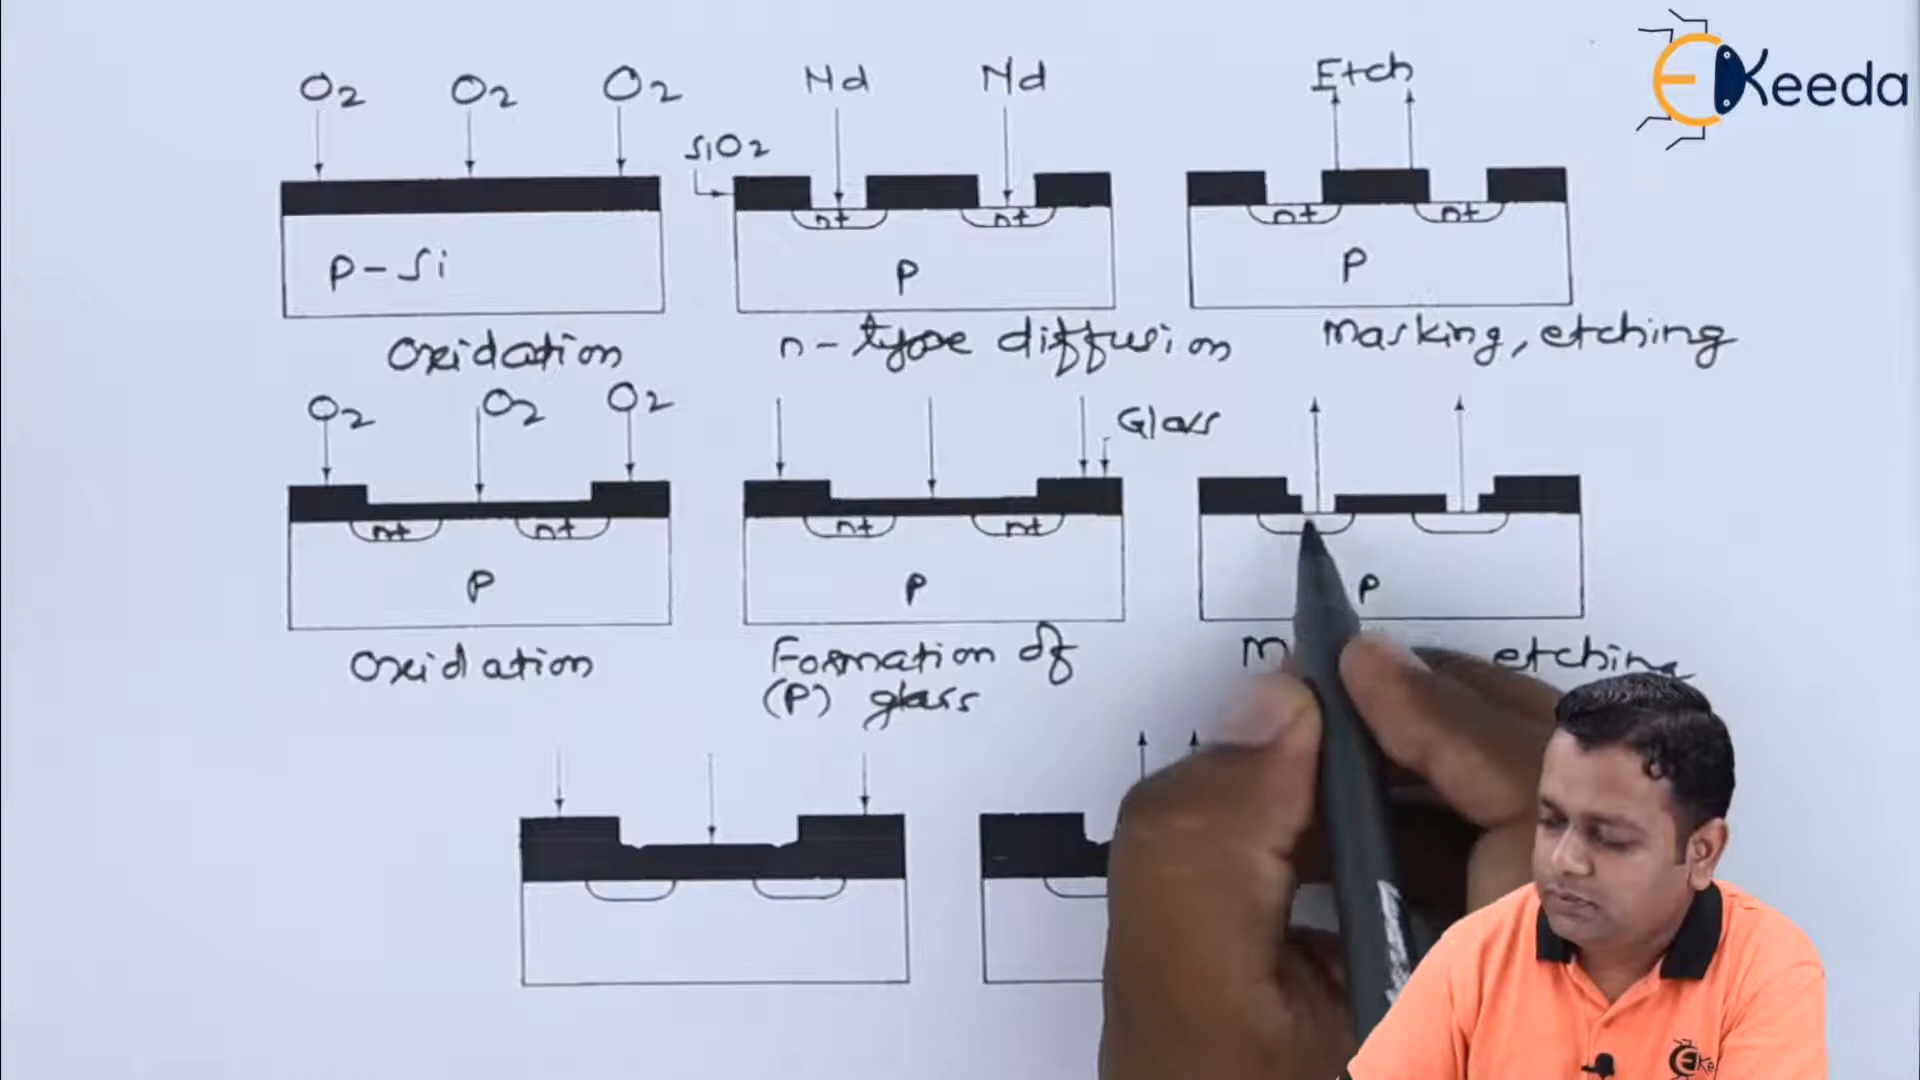 O2 O2 O2
Nd Nd
Etch
EKeeda
SiO2
n+ n+
n+ n+
P-Si
P
P
oxidation
n-type diffusion
Masking, etching
O2 O2 O2
Glass
n+ n+
n+ n+
P
P
P
oxidation
Formation of
(P) glass
etching